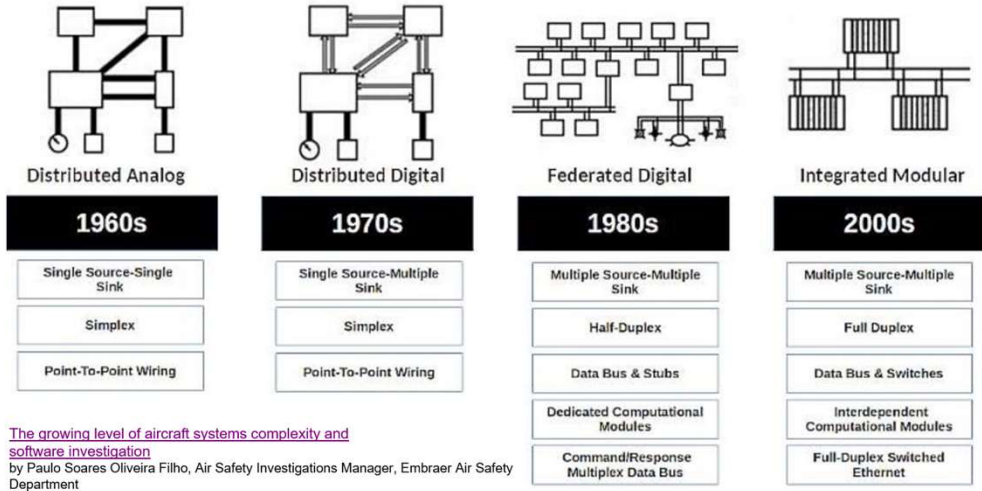 Distributed Analog
Distributed Digital
Federated Digital
Integrated Modular
1960s
1970s
1980s
2000s
Single Source-Single
Sink
Simplex
Point-To-Point Wiring
Single Source-Multiple
Sink
Simplex
Point-To-Point Wiring
Multiple Source-Multiple
Sink
Half-Duplex
Data Bus & Stubs
Dedicated Computational
Modules
Command/Response
Multiplex Data Bus
Multiple Source-Multiple
Sink
Full Duplex
Data Bus & Switches
Interdependent
Computational Modules
Full-Duplex Switched
Ethernet
The growing level of aircraft systems complexity and
software investigation
by Paulo Soares Oliveira Filho, Air Safety Investigations Manager, Embraer Air Safety
Department